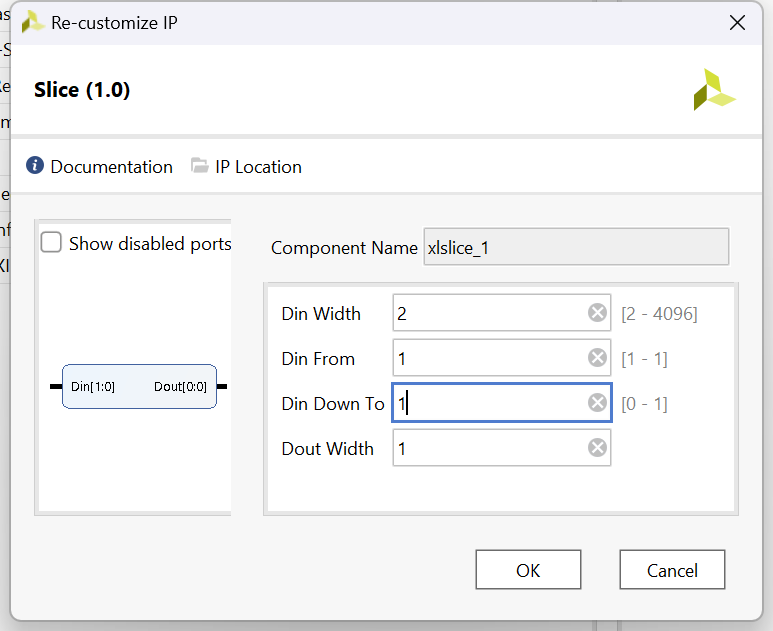 Re-customize IP
Slice (1.0)
Documentation IP Location
Show disabled ports
Din[1:0] Dout[0:0]
Component Name xlslice_1
Din Width 2 [2 - 4096]
Din From 1 [1 - 1]
Din Down To 1 [0 - 1]
Dout Width 1
OK Cancel